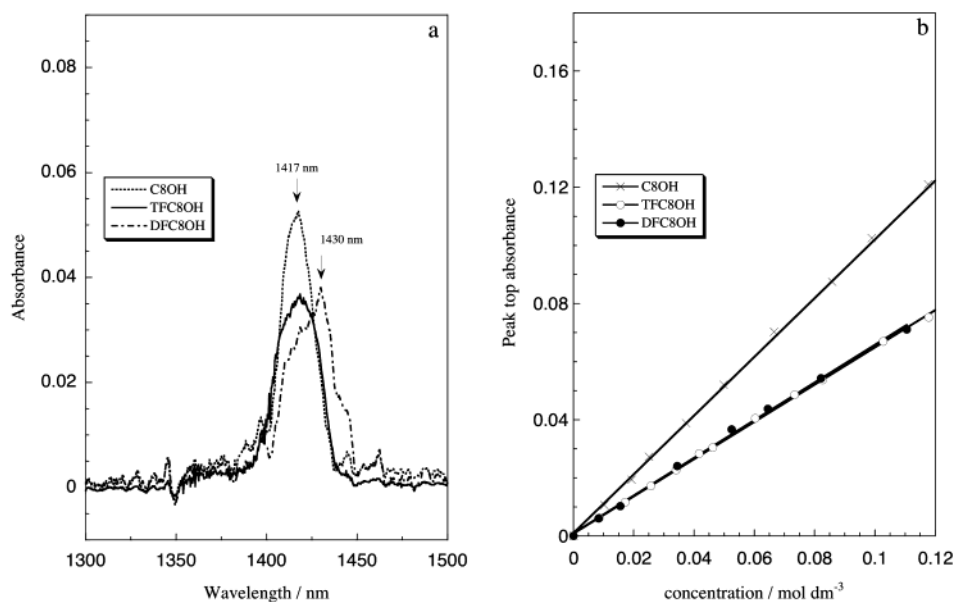 a
0.08
0.06
0.04
0.02
0
Absorbance
C8OH
TFC8OH
DFC8OH
1417 nm
1430 nm
1300 1350 1400 1450 1500
Wavelength / nm
b
0.16
0.12
0.08
0.04
0
Peak top absorbance
C8OH
TFC8OH
DFC8OH
0 0.02 0.04 0.06 0.08 0.1 0.12
concentration / mol dm⁻³